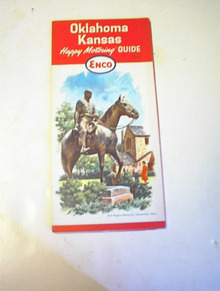 Oklahoma
Kansas
Happy Motoring GUIDE
ENCO